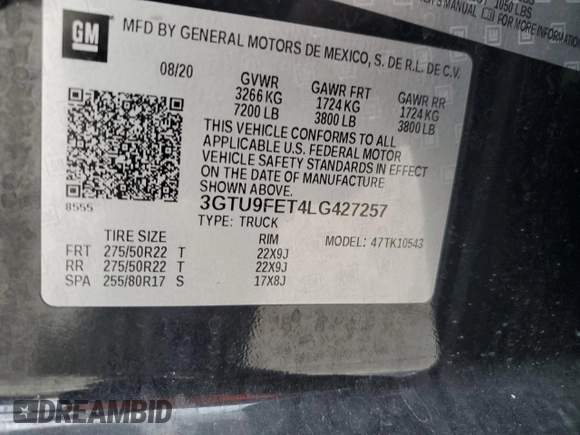 1050 LBS
GM
MFD BY GENERAL MOTORS DE MEXICO, S. DE R.L. DE C.V.
08/20 GVWR GAWR FRT GAWR RR
3266 KG 1724 KG 1724 KG
7200 LB 3800 LB 3800 LB
THIS VEHICLE CONFORMS TO ALL
APPLICABLE U.S. FEDERAL MOTOR
VEHICLE SAFETY STANDARDS IN EFFECT
ON THE DATE OF MANUFACTURE
SHOWN ABOVE.
8555 3GTU9FET4LG427257
TYPE: TRUCK
TIRE SIZE RIM MODEL: 47TK10543
FRT 275/50R22 T 22X9J
RR 275/50R22 T 22X9J
SPA 255/80R17 S 17X8J
DREAMBID